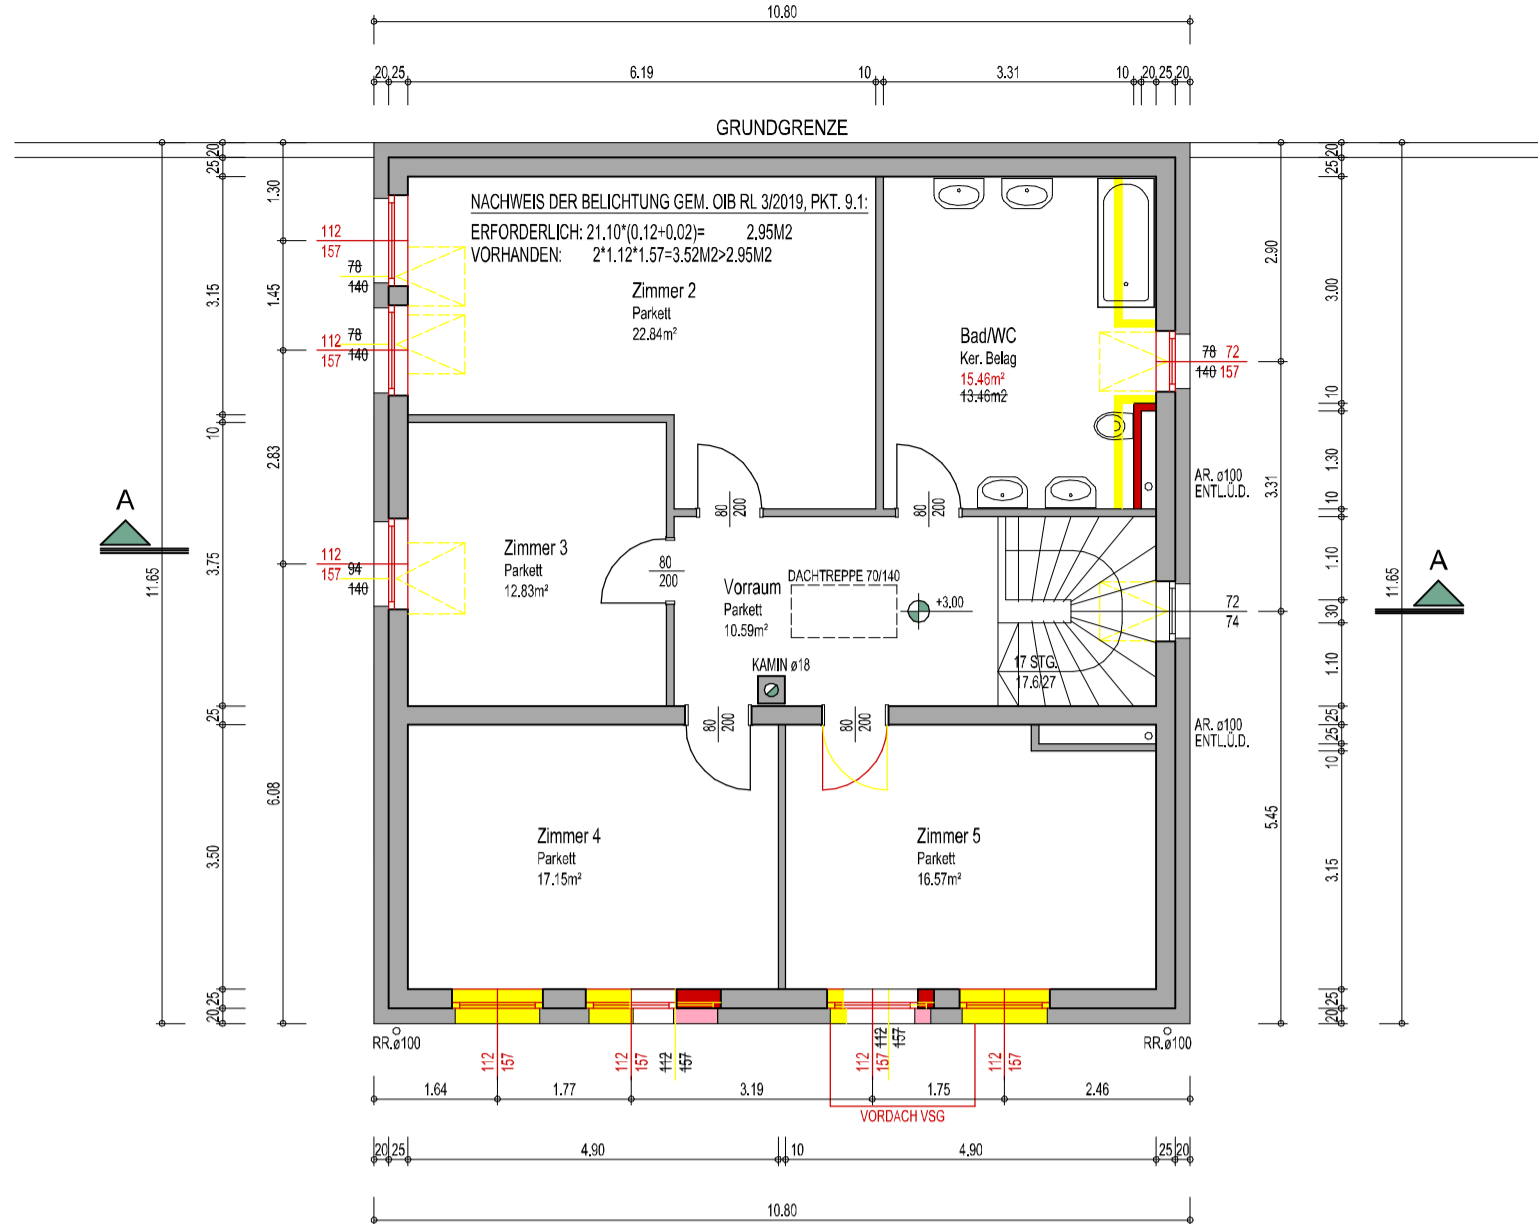 10.80
20 25 6.19 10 3.31 10 20 25 20
GRUNDGRENZE
NACHWEIS DER BELICHTUNG GEM. OIB RL 3/2019, PKT. 9.1:
ERFORDERLICH: 21.10*(0.12+0.02)= 2.95M2
VORHANDEN: 2*1.12*1.57=3.52M2>2.95M2
Zimmer 2
Parkett
22.84m²
Bad/WC
Ker. Belag
15.46m²
13.46m2
Zimmer 3
Parkett
12.83m²
Vorraum
Parkett
10.59m²
DACHTREPPE 70/140
+3.00
KAMIN ø18
17 STG.
17.6/27
Zimmer 4
Parkett
17.15m²
Zimmer 5
Parkett
16.57m²
80
200
80
200
80
200
80
200
80
200
A
11.65
20
25
3.15
10
3.75
25
3.50
25
20
1.30
1.45
2.83
6.08
112
157
78
140
112
157
78
140
112
157
94
140
78 72
140 157
72
74
AR. ø100
ENTL.Ü.D.
AR. ø100
ENTL.Ü.D.
2.90
3.31
5.45
20
25
3.00
10
1.30
10
1.10
30
1.10
25
25
10
3.15
25
20
A
11.65
RR.ø100
RR.ø100
112
157
112
157
112
157
112
157
112
157
112
157
1.64 1.77 3.19 1.75 2.46
VORDACH VSG
20 25 4.90 10 4.90 25 20
10.80